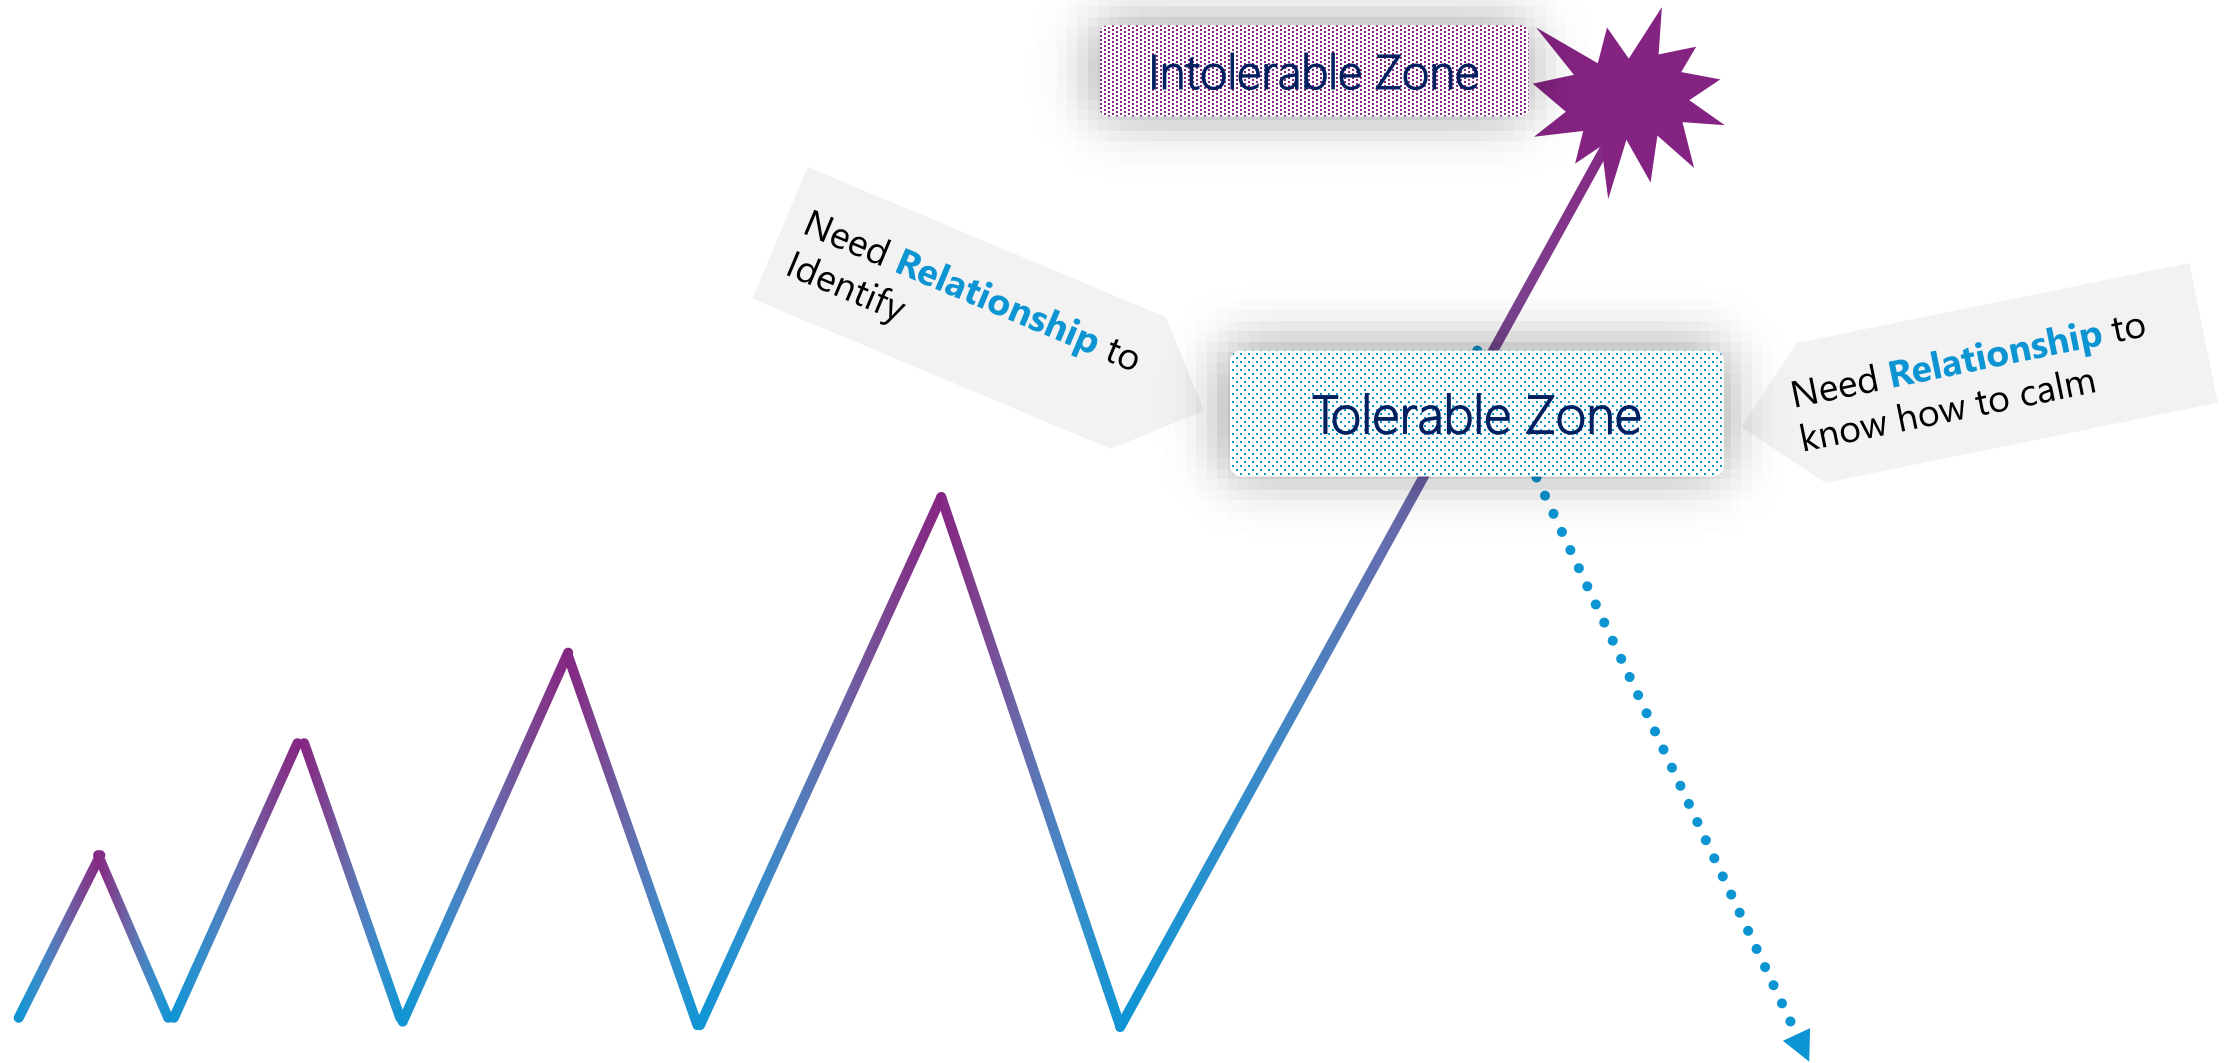 Intolerable Zone
Need Relationship to
Identify
Tolerable Zone
Need Relationship to
know how to calm